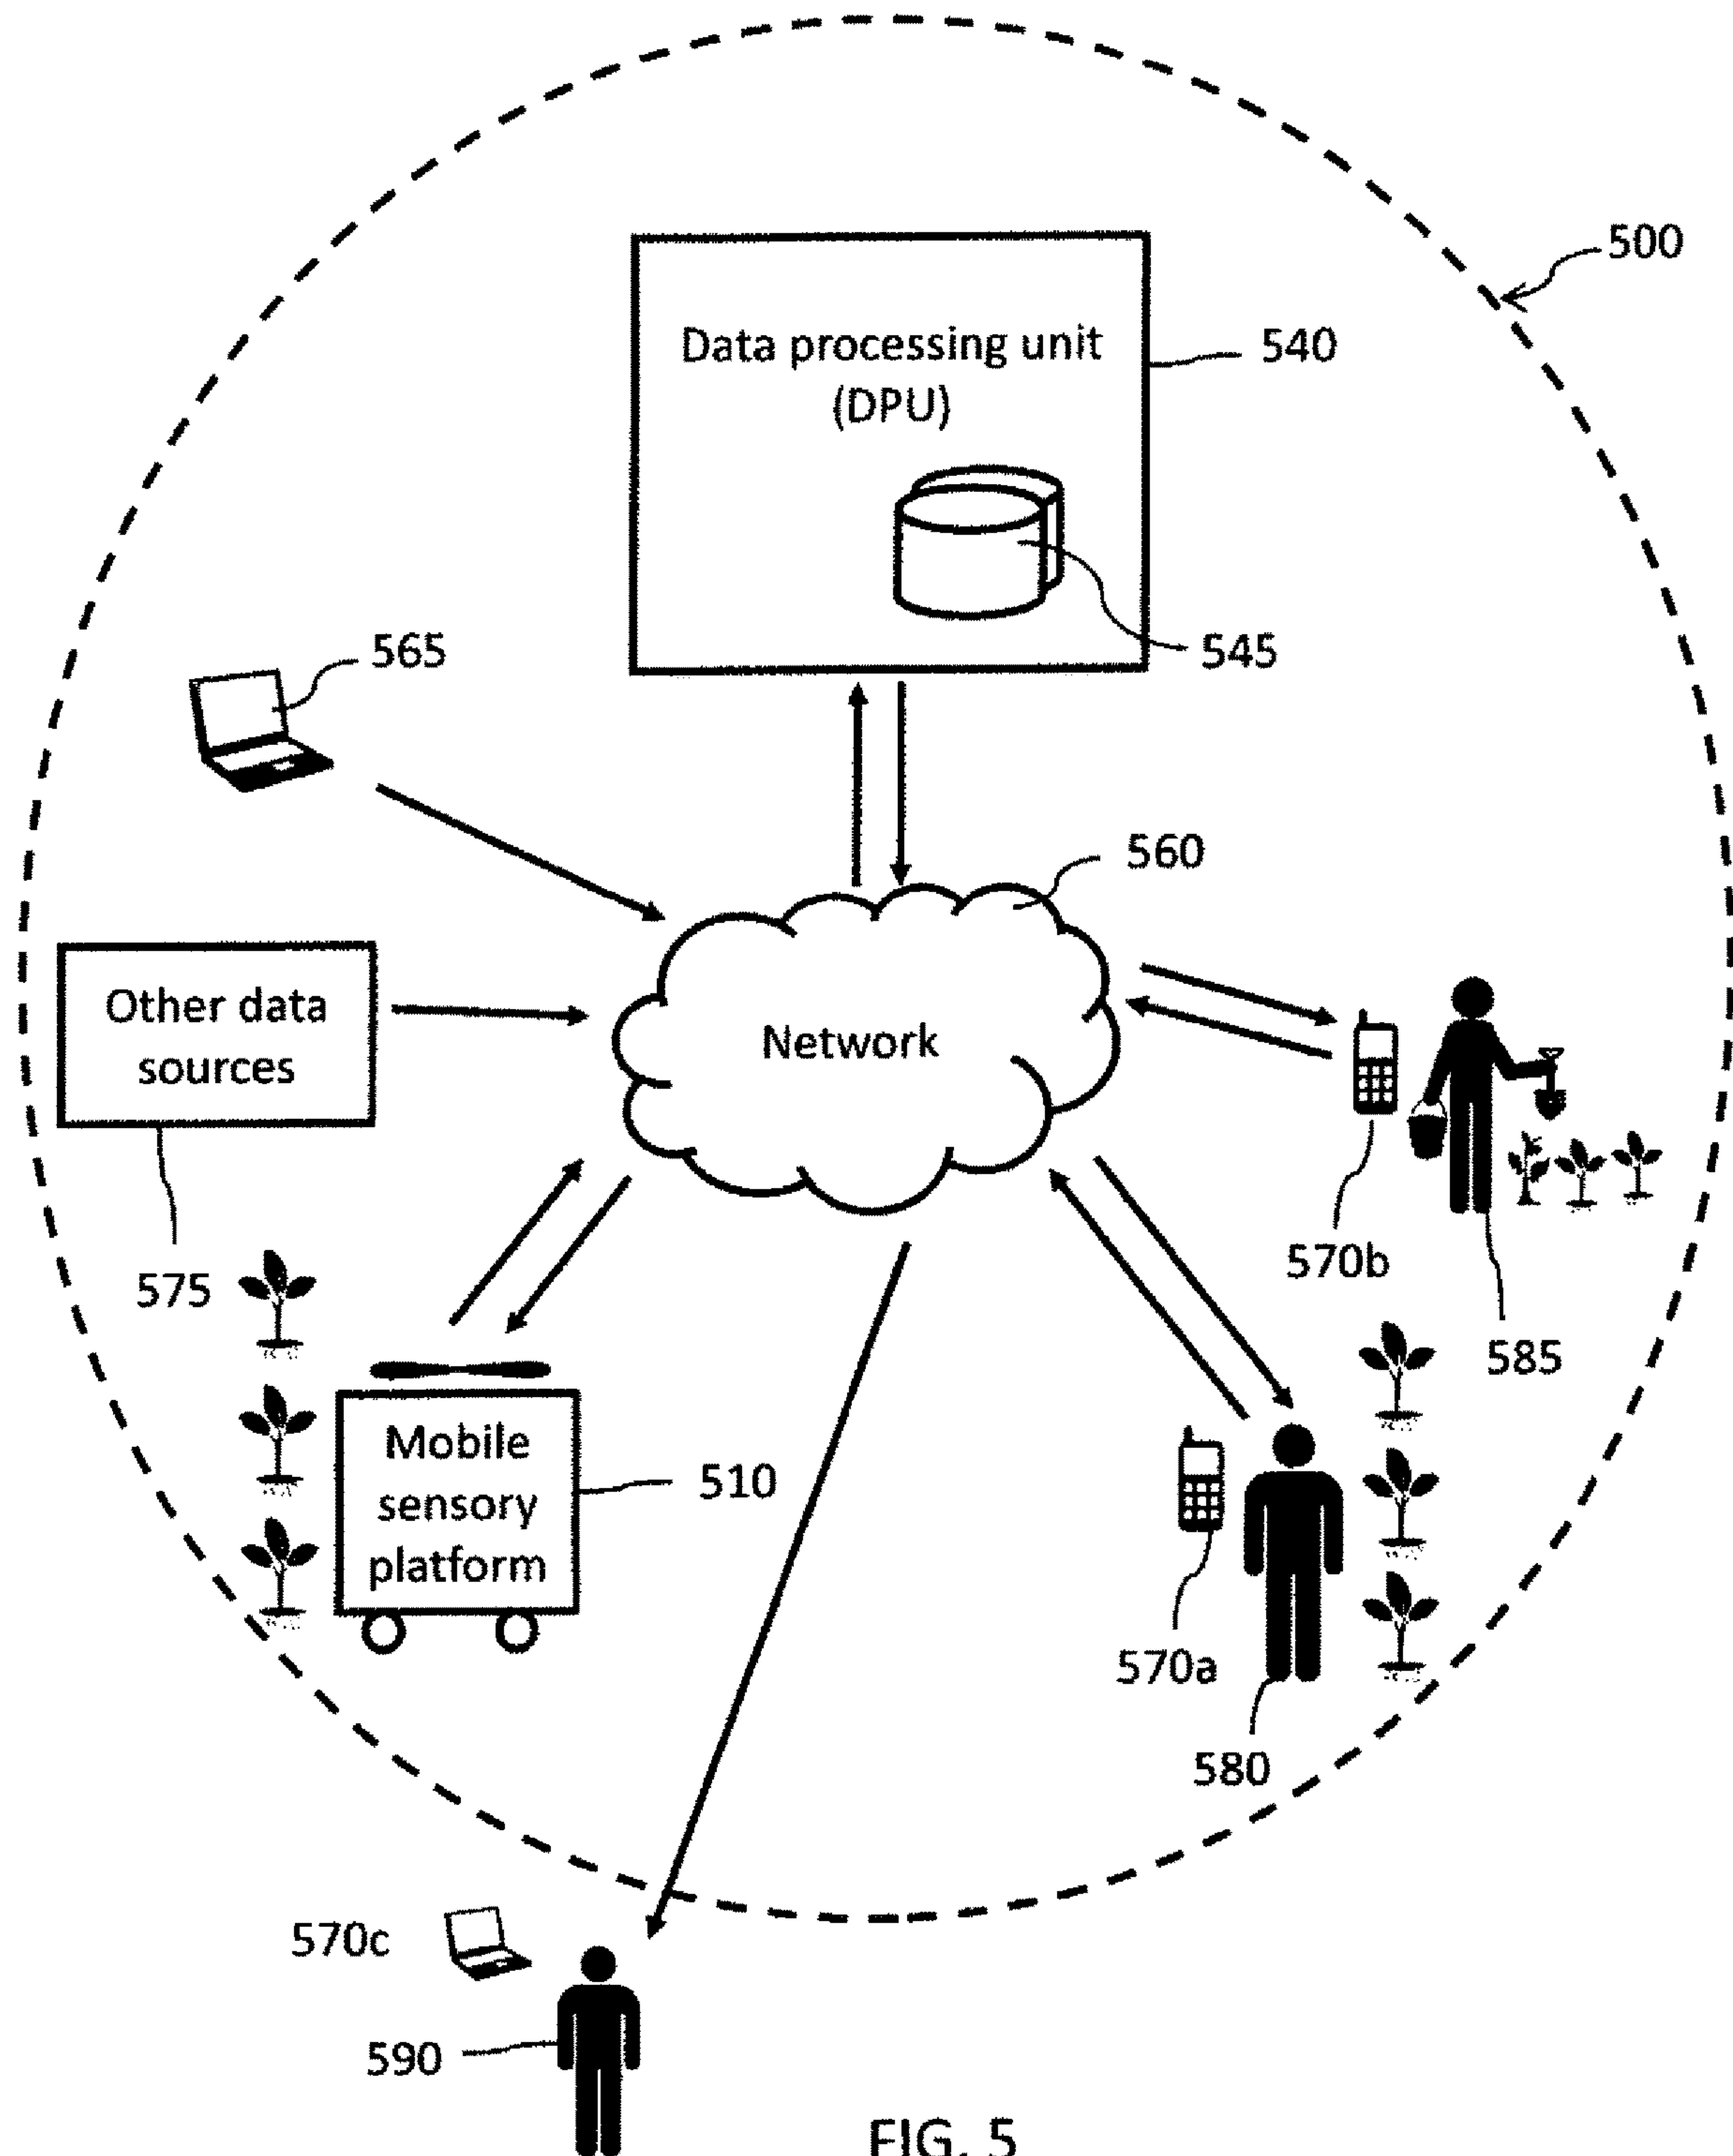 500
Data processing unit
(DPU)
540
545
565
560
Other data
sources
Network
575
570b
585
Mobile
sensory
platform
510
570a
580
570c
590
FIG. 5